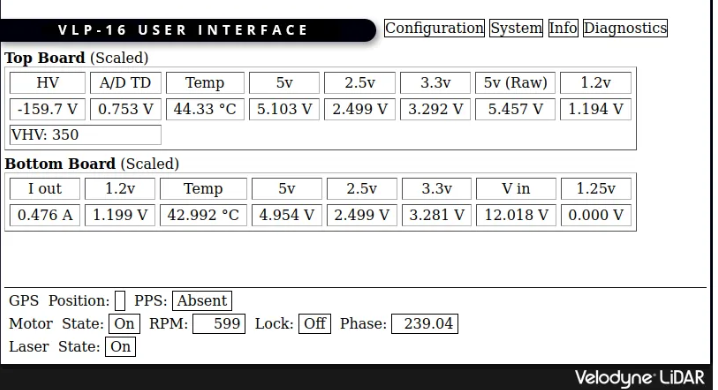 VLP-16 USER INTERFACE Configuration System Info Diagnostics
Top Board (Scaled)
HV A/D TD Temp 5v 2.5v 3.3v 5v (Raw) 1.2v
-159.7 V 0.753 V 44.33 °C 5.103 V 2.499 V 3.292 V 5.457 V 1.194 V
VHV: 350
Bottom Board (Scaled)
I out 1.2v Temp 5v 2.5v 3.3v V in 1.25v
0.476 A 1.199 V 42.992 °C 4.954 V 2.499 V 3.281 V 12.018 V 0.000 V
GPS Position: PPS: Absent
Motor State: On RPM: 599 Lock: Off Phase: 239.04
Laser State: On
Velodyne LiDAR